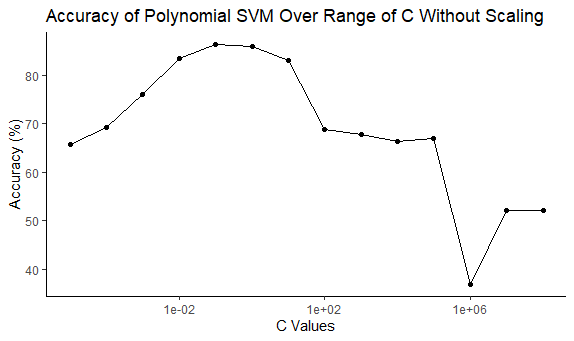 Accuracy of Polynomial SVM Over Range of C Without Scaling
Accuracy (%)
80
70
60
50
40
1e-02
1e+02
1e+06
C Values